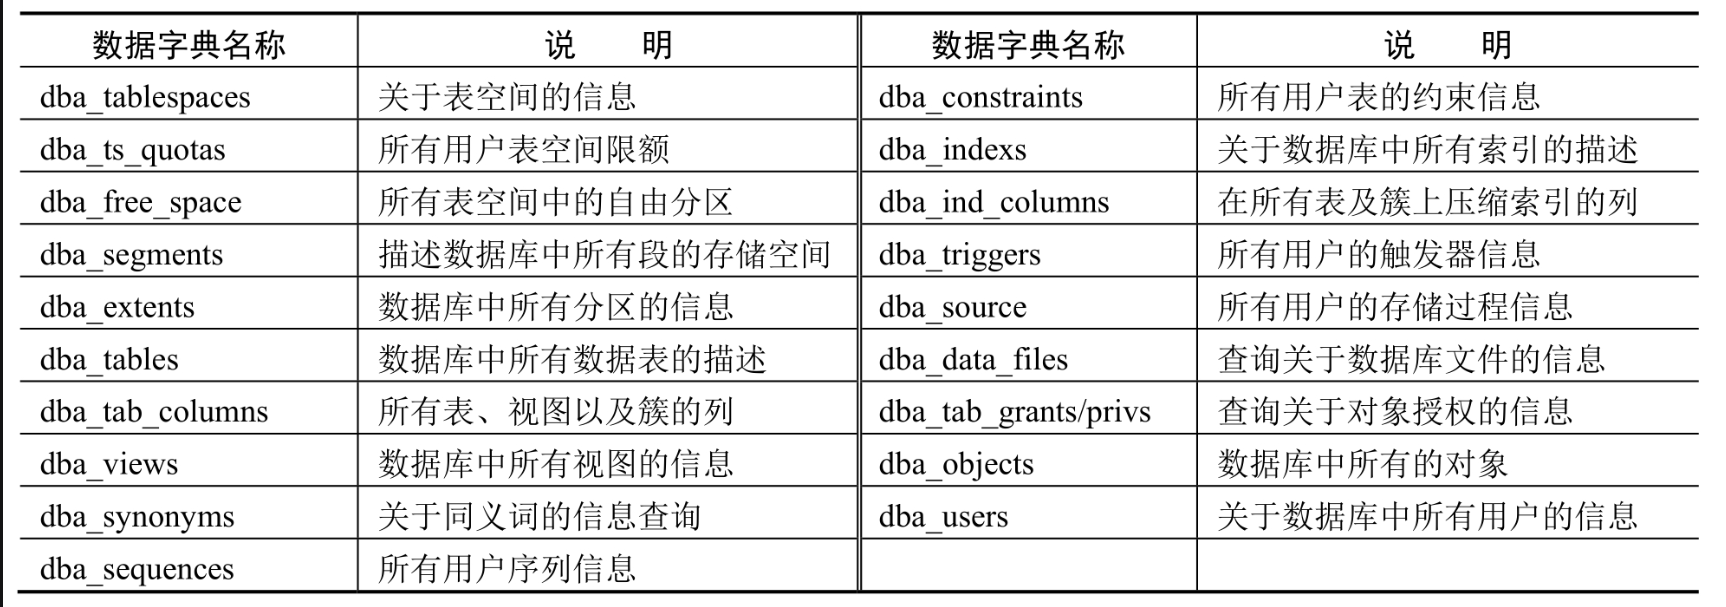 数据字典名称 说 明 数据字典名称 说 明
dba_tablespaces 关于表空间的信息 dba_constraints 所有用户表的约束信息
dba_ts_quotas 所有用户表空间限额 dba_indexs 关于数据库中所有索引的描述
dba_free_space 所有表空间中的自由分区 dba_ind_columns 在所有表及簇上压缩索引的列
dba_segments 描述数据库中所有段的存储空间 dba_triggers 所有用户的触发器信息
dba_extents 数据库中所有分区的信息 dba_source 所有用户的存储过程信息
dba_tables 数据库中所有数据表的描述 dba_data_files 查询关于数据库文件的信息
dba_tab_columns 所有表、视图以及簇的列 dba_tab_grants/privs 查询关于对象授权的信息
dba_views 数据库中所有视图的信息 dba_objects 数据库中所有的对象
dba_synonyms 关于同义词的信息查询 dba_users 关于数据库中所有用户的信息
dba_sequences 所有用户序列信息